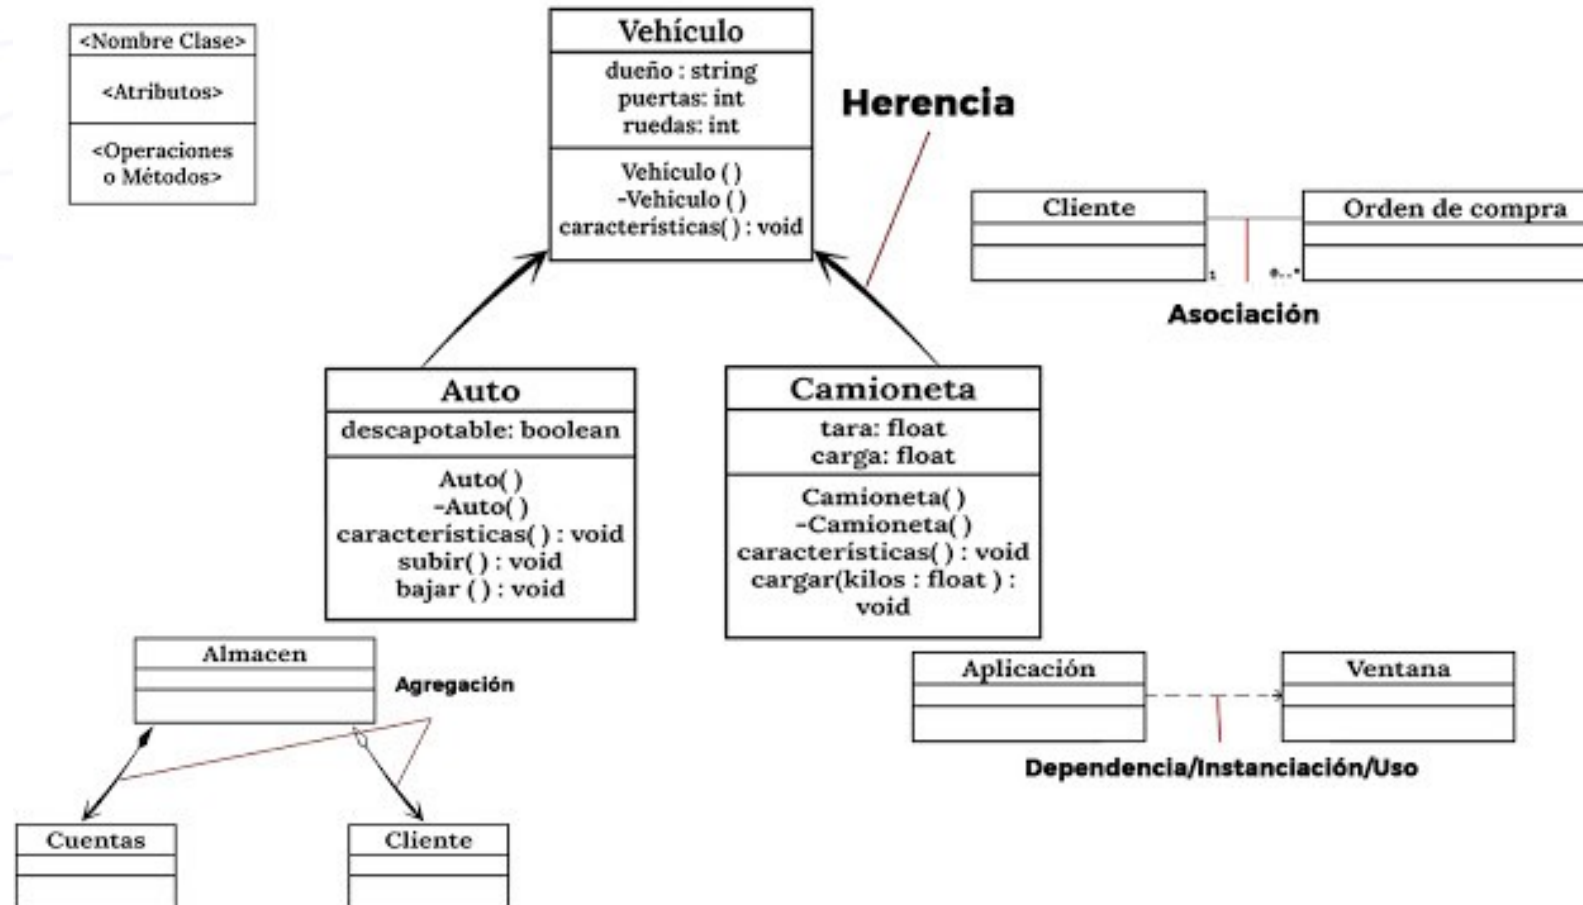 <Nombre Clase>
<Atributos>
<Operaciones
o Métodos>
Vehículo
dueño : string
puertas: int
ruedas: int
Vehiculo ( )
-Vehiculo ( )
características( ) : void
Herencia
Cliente
Orden de compra
1
0..*
Asociación
Auto
descapotable: boolean
Auto( )
-Auto( )
características( ) : void
subir( ) : void
bajar ( ) : void
Camioneta
tara: float
carga: float
Camioneta( )
-Camioneta( )
características( ) : void
cargar(kilos : float ) :
void
Almacen
Agregación
Cuentas
Cliente
Aplicación
Ventana
Dependencia/Instanciación/Uso